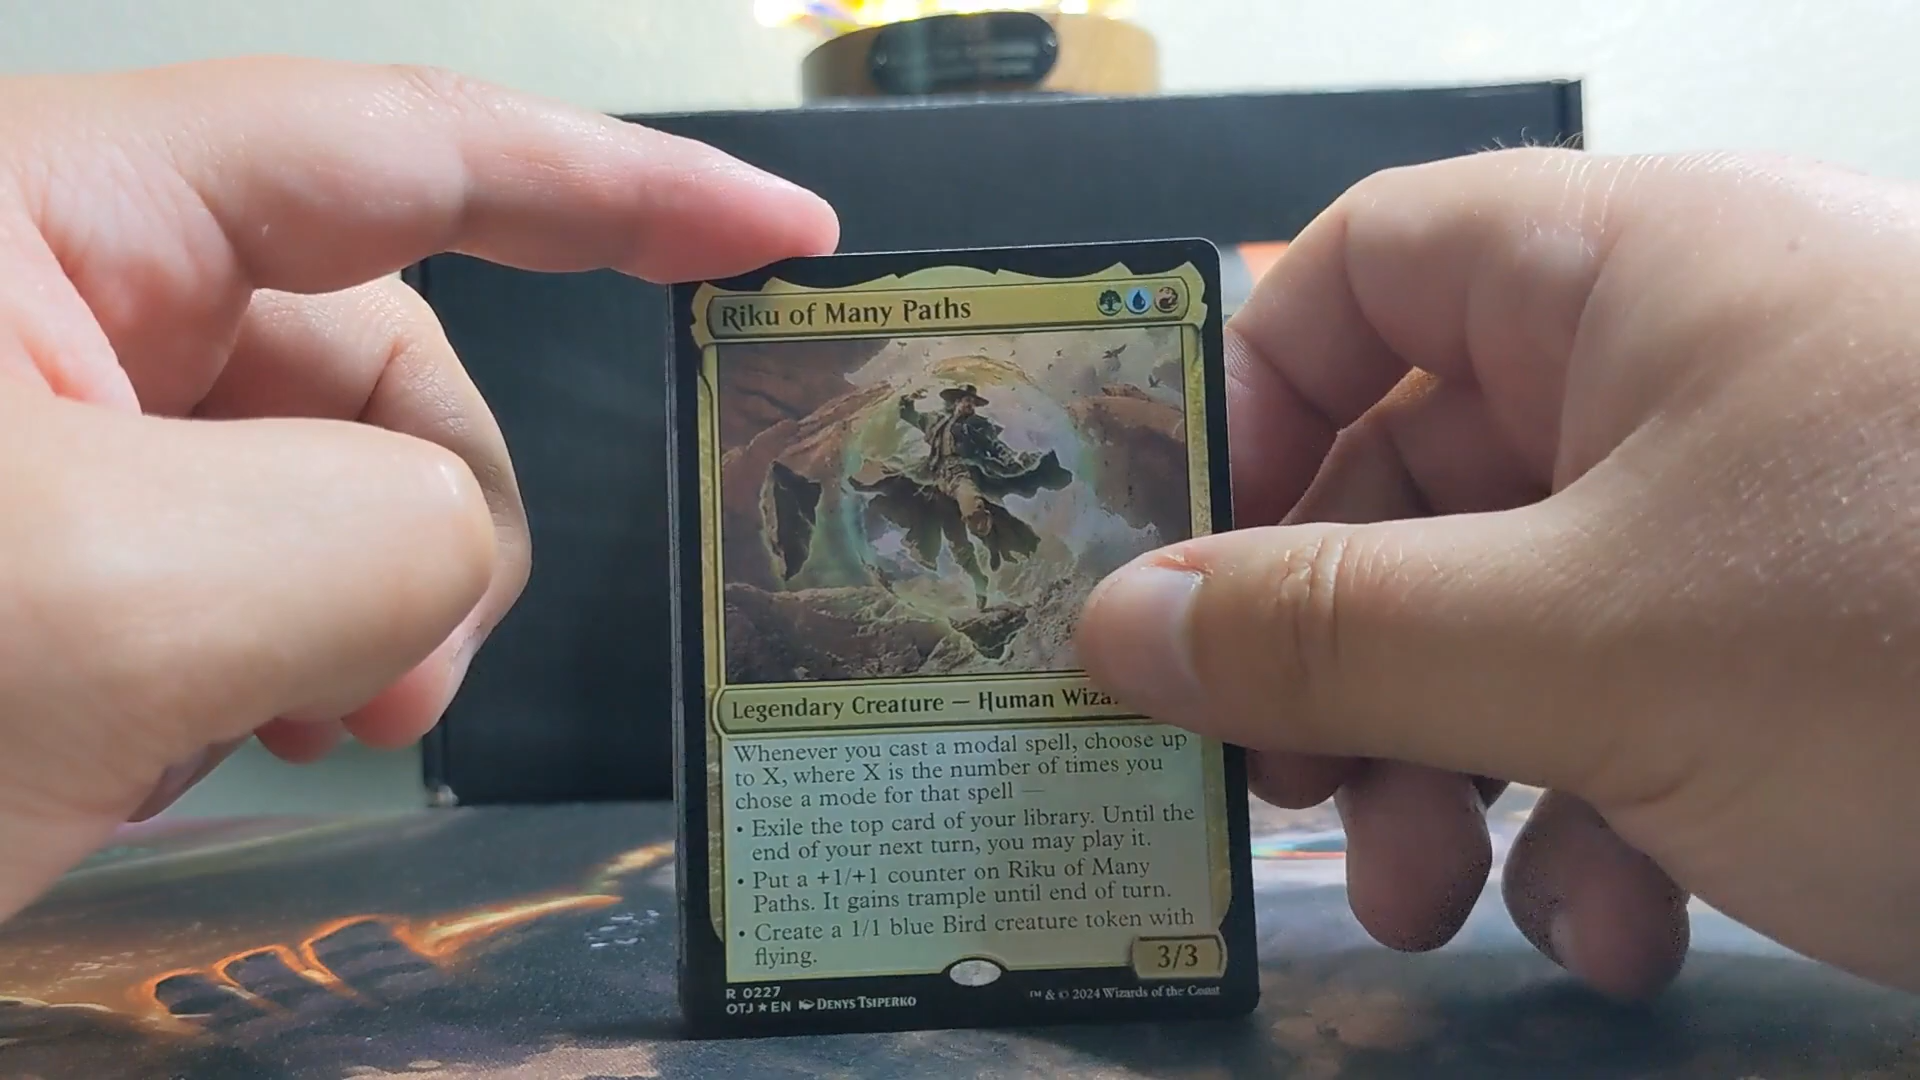 Riku of Many Paths
Legendary Creature — Human Wiza
Whenever you cast a modal spell, choose up
to X, where X is the number of times you
chose a mode for that spell —
• Exile the top card of your library. Until the
end of your next turn, you may play it.
• Put a +1/+1 counter on Riku of Many
Paths. It gains trample until end of turn.
• Create a 1/1 blue Bird creature token with
flying.
3/3
R 0227
OTJ ★ EN DENYS TSIPERKO
™ & © 2024 Wizards of the Coast